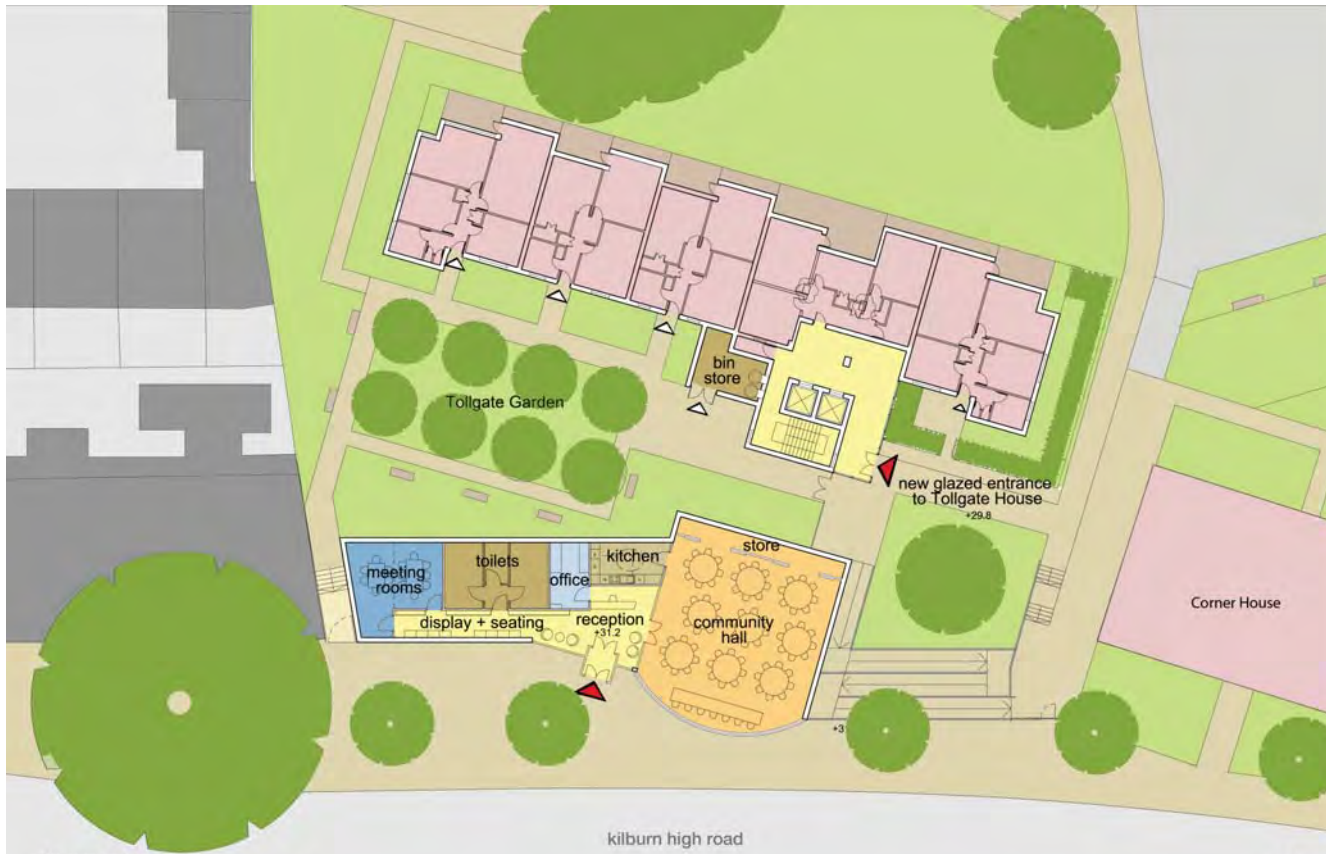 bin
store
Tollgate Garden
new glazed entrance
to Tollgate House
+29.8
meeting
rooms
toilets
office
kitchen
store
display + seating
reception
+31.2
community
hall
Corner House
+3
kilburn high road